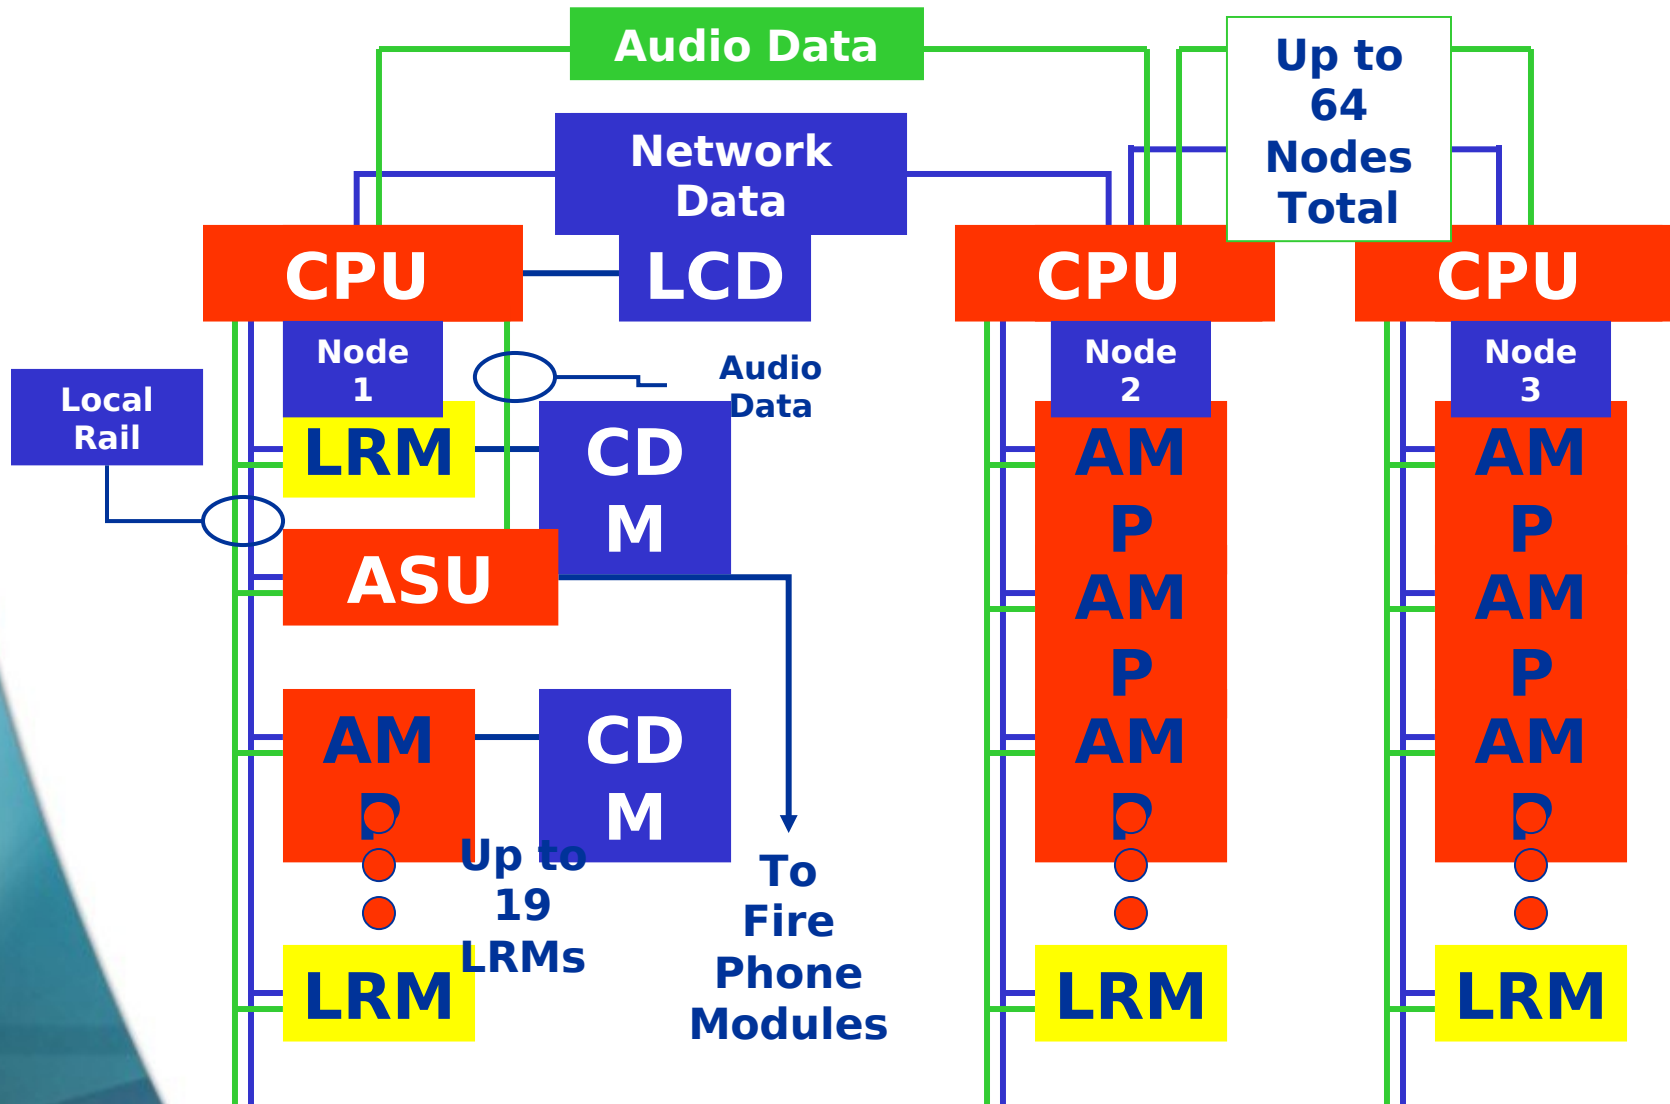 Audio Data
Up to
64
Nodes
Total
Network
Data
CPU
LCD
CPU
CPU
Node
1
Node
2
Node
3
Audio
Data
Local
Rail
LRM
CD
M
AM
P
AM
P
ASU
AM
P
AM
P
AM
P
CD
M
AM
P
AM
P
Up to
19
LRMs
To
Fire
Phone
Modules
LRM
LRM
LRM